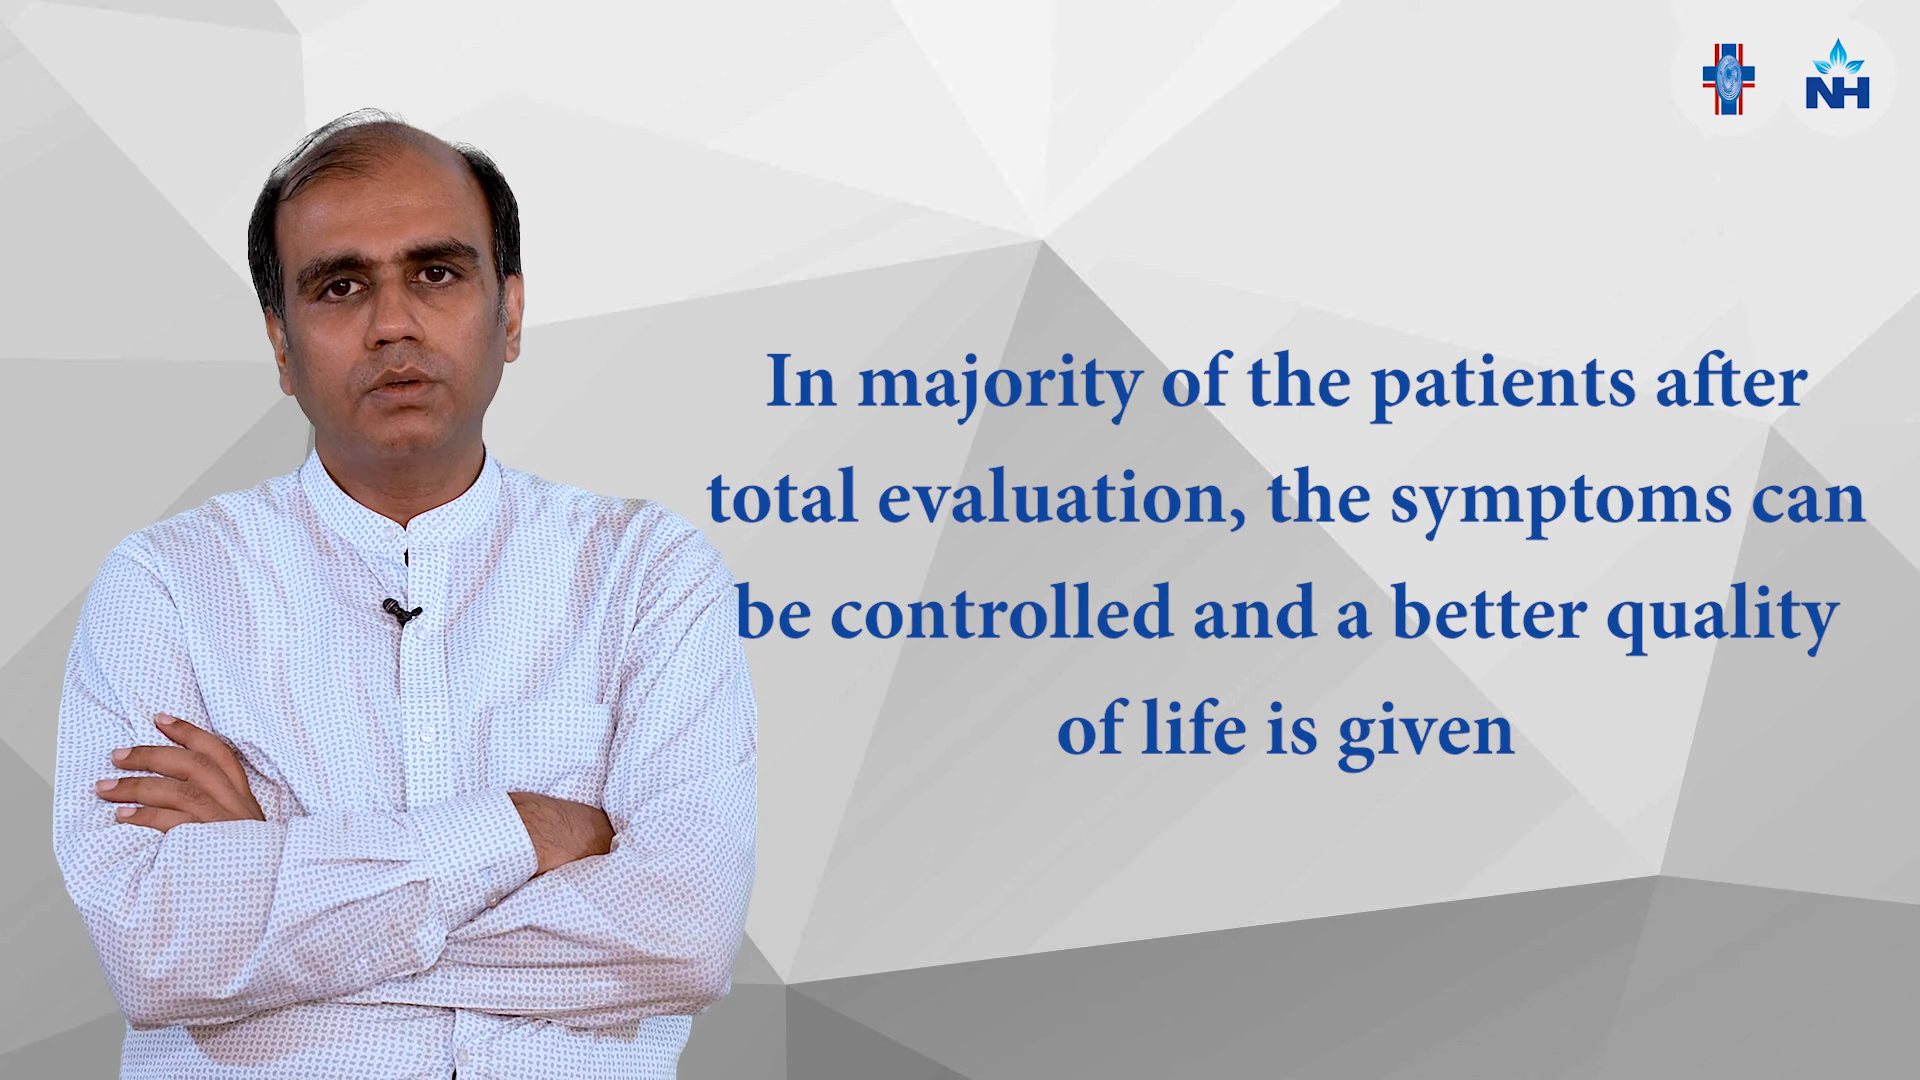 NH
In majority of the patients after
total evaluation, the symptoms can
be controlled and a better quality
of life is given